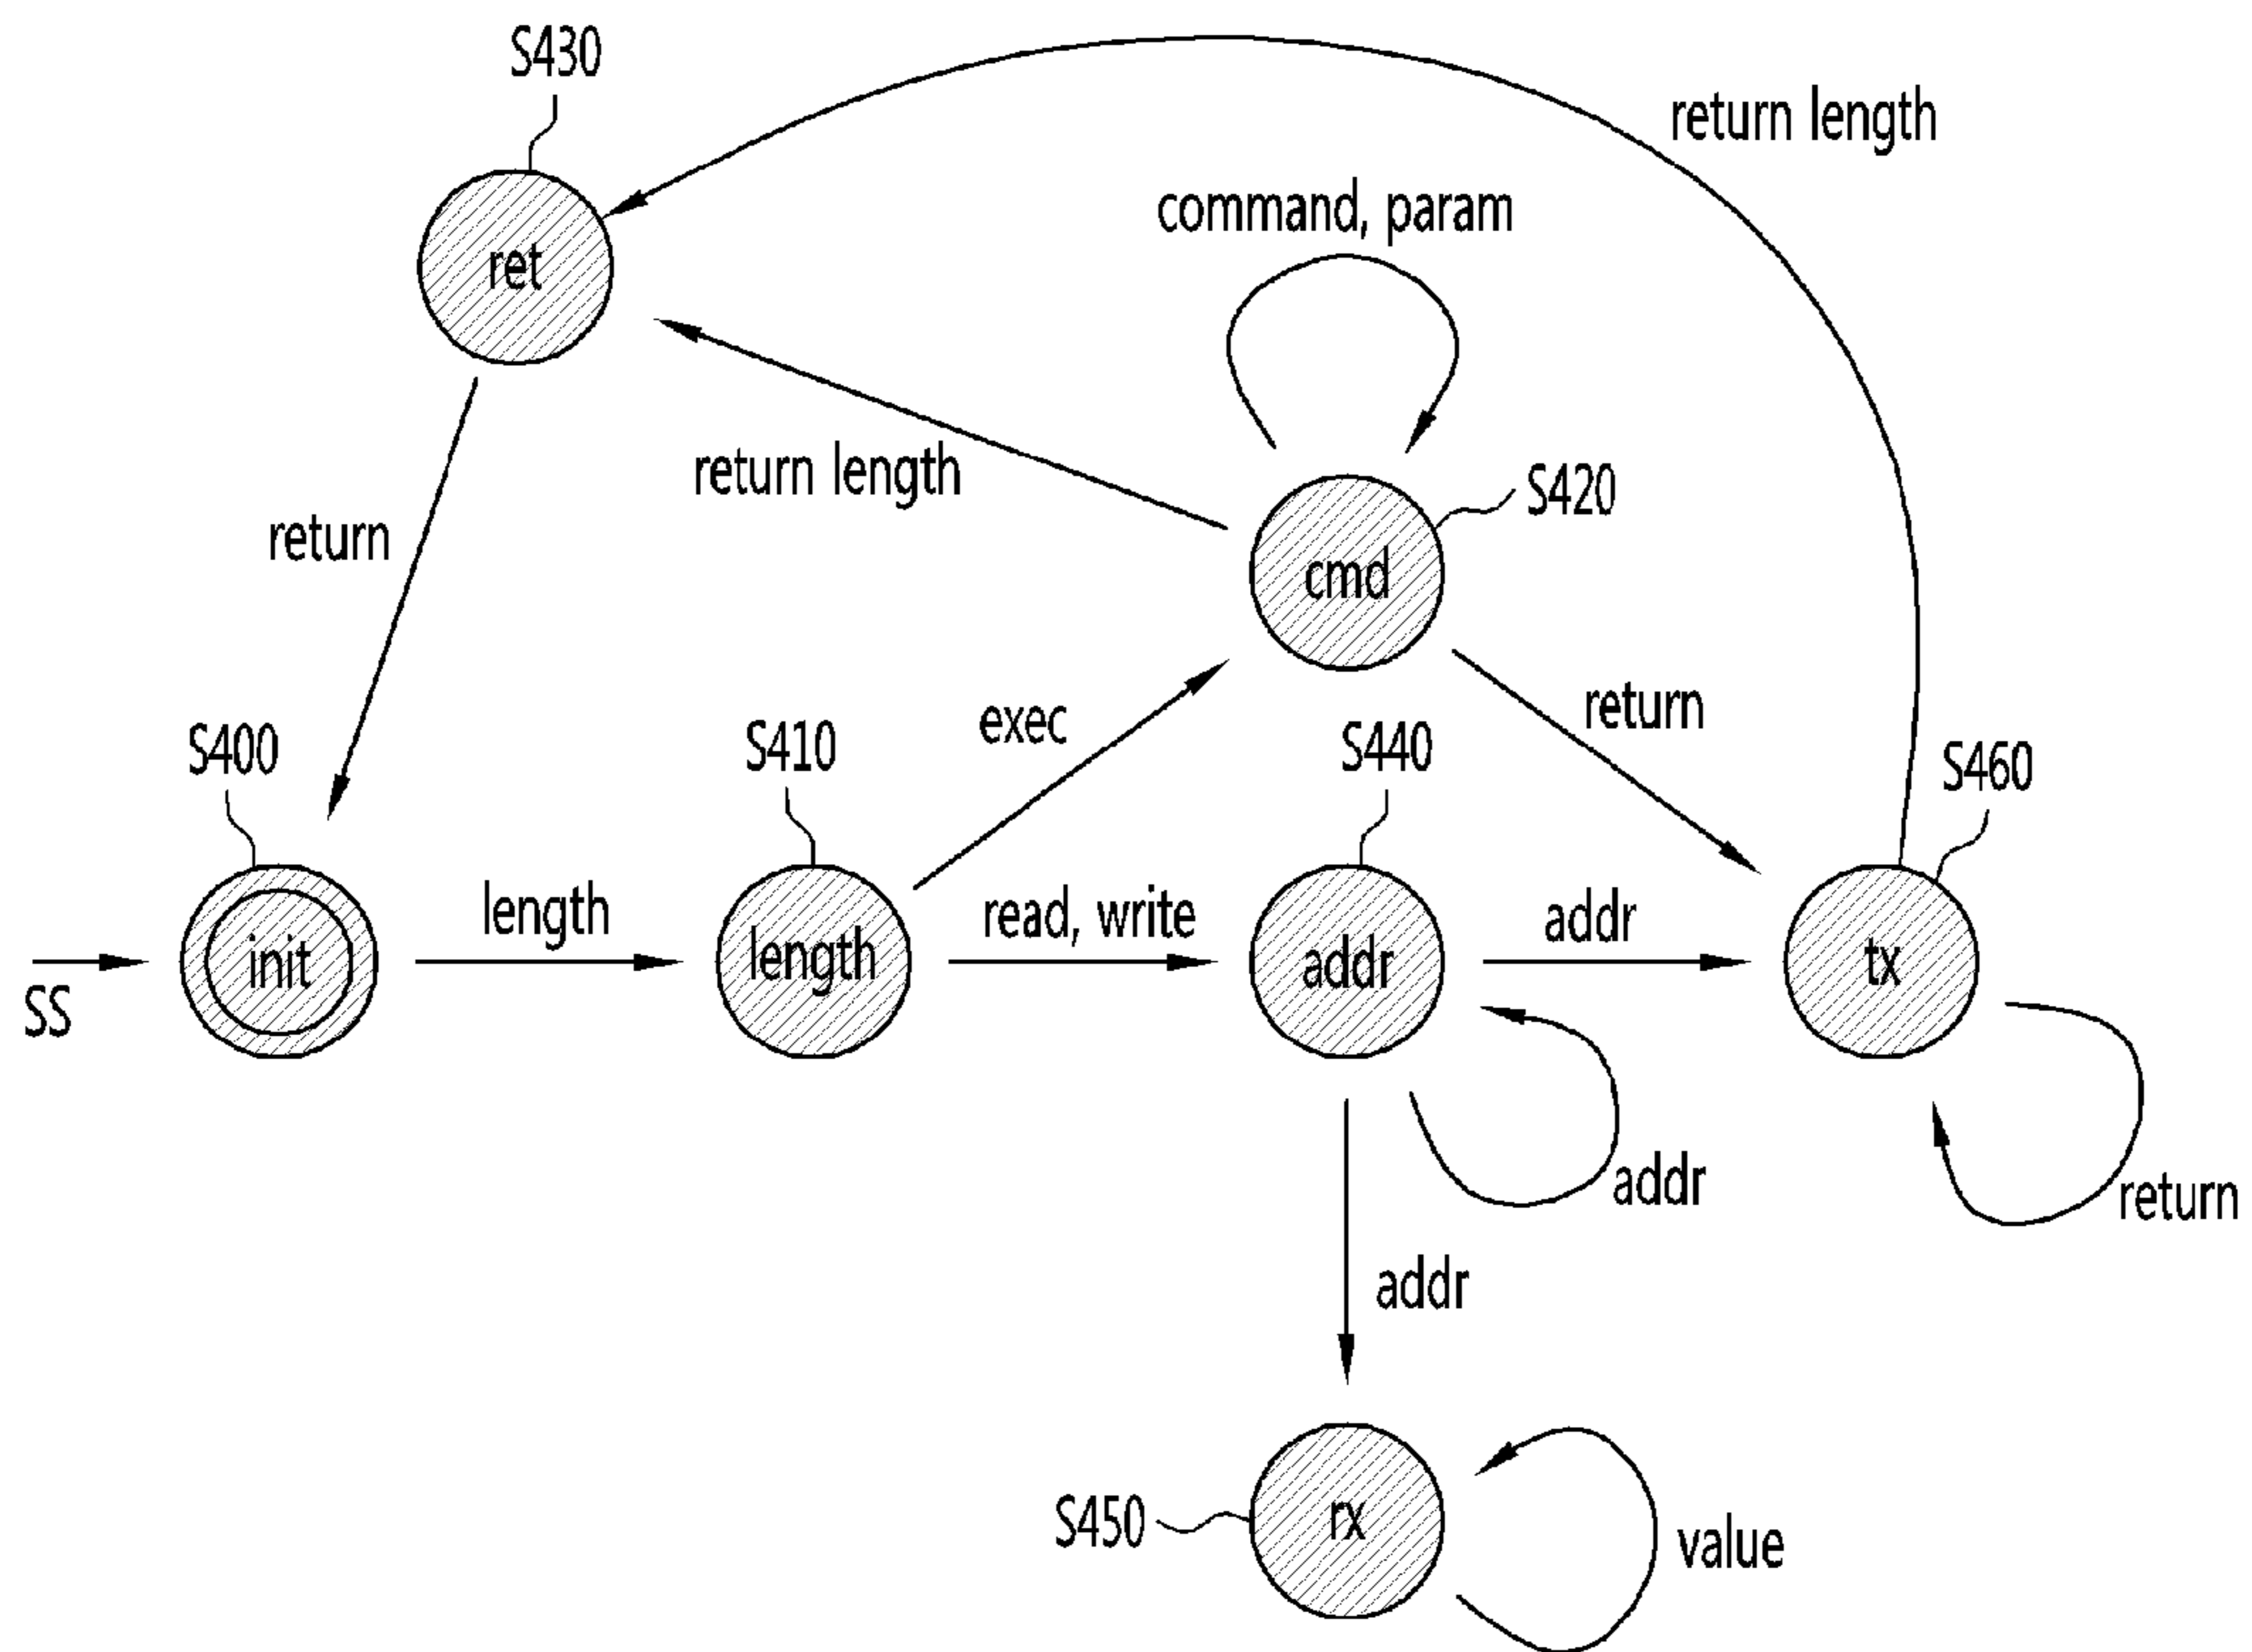 S430
return length
command, param
ret
return length
S420
cmd
return
return
exec
S400
S410
S440
S460
length
read, write
addr
init
length
addr
tx
SS
addr
return
addr
S450
rx
value